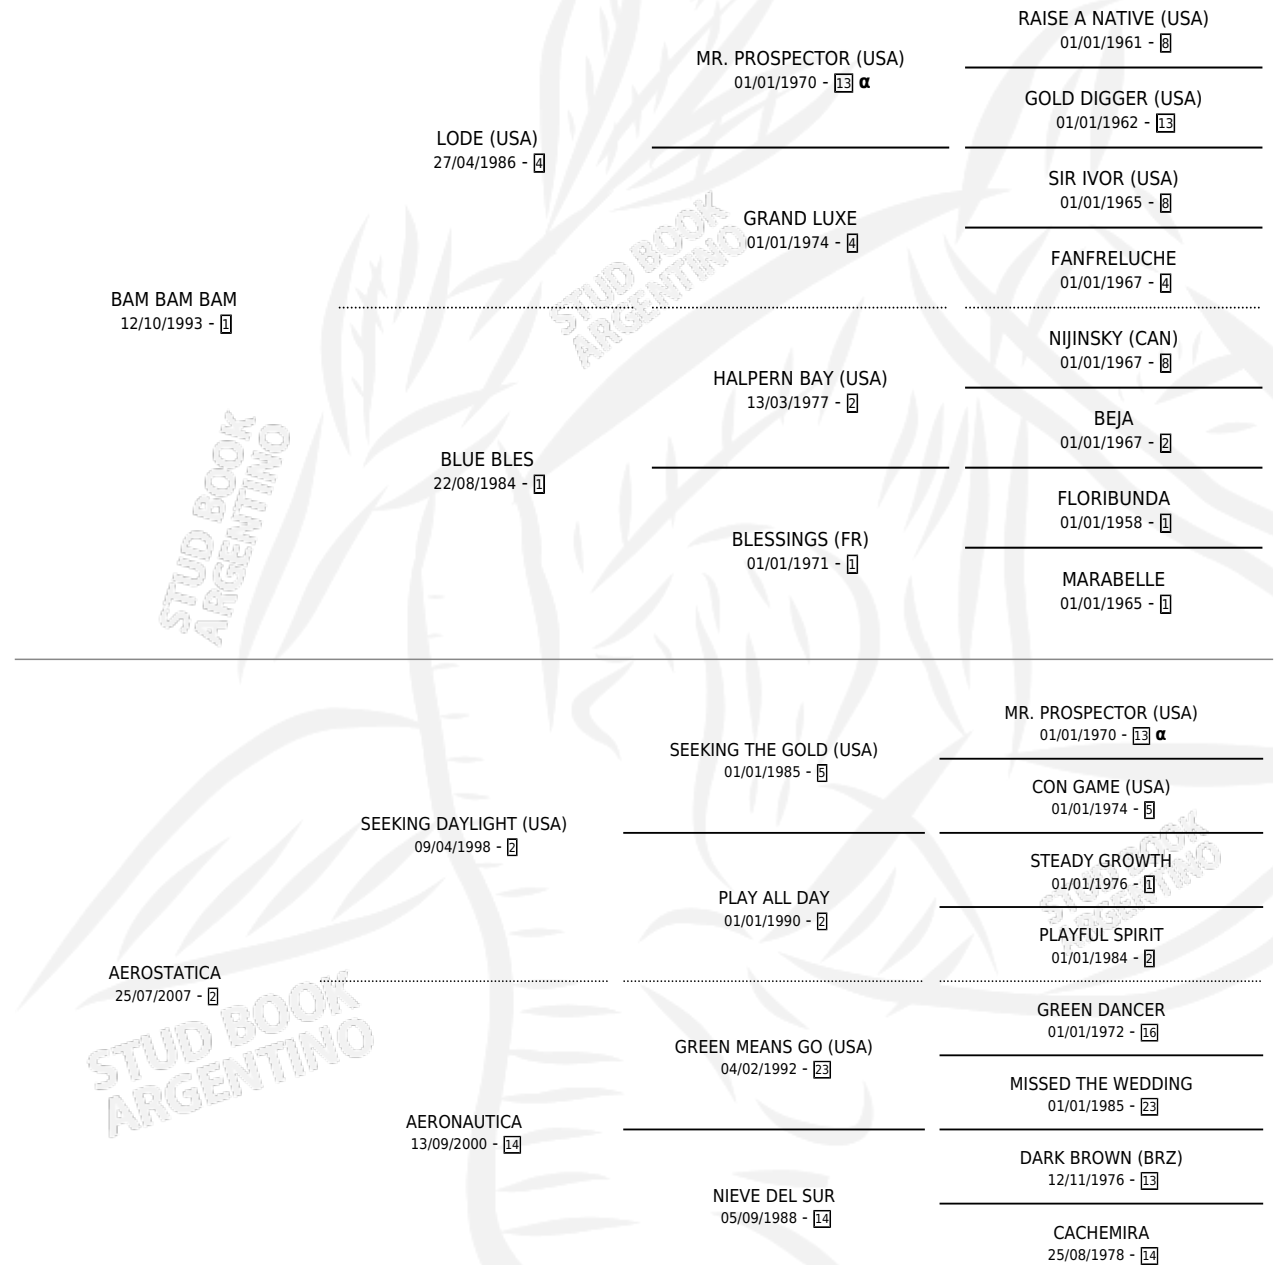 RAISE A NATIVE (USA)
01/01/1961 - 8
MR. PROSPECTOR (USA)
01/01/1970 - 13 α
GOLD DIGGER (USA)
01/01/1962 - 13
LODE (USA)
27/04/1986 - 4
SIR IVOR (USA)
01/01/1965 - 8
GRAND LUXE
01/01/1974 - 4
FANFRELUCHE
01/01/1967 - 4
BAM BAM BAM
12/10/1993 - 1
NIJINSKY (CAN)
01/01/1967 - 8
HALPERN BAY (USA)
13/03/1977 - 2
BEJA
01/01/1967 - 2
BLUE BLES
22/08/1984 - 1
FLORIBUNDA
01/01/1958 - 1
BLESSINGS (FR)
01/01/1971 - 1
MARABELLE
01/01/1965 - 1
STUD BOOK
ARGENTINO
STUD BOOK
ARGENTINO
MR. PROSPECTOR (USA)
01/01/1970 - 13 α
SEEKING THE GOLD (USA)
01/01/1985 - 5
CON GAME (USA)
01/01/1974 - 5
SEEKING DAYLIGHT (USA)
09/04/1998 - 2
STEADY GROWTH
01/01/1976 - 1
PLAY ALL DAY
01/01/1990 - 2
PLAYFUL SPIRIT
01/01/1984 - 2
AEROSTATICA
25/07/2007 - 2
GREEN DANCER
01/01/1972 - 16
GREEN MEANS GO (USA)
04/02/1992 - 23
MISSED THE WEDDING
01/01/1985 - 23
AERONAUTICA
13/09/2000 - 14
DARK BROWN (BRZ)
12/11/1976 - 13
NIEVE DEL SUR
05/09/1988 - 14
CACHEMIRA
25/08/1978 - 14
STUD BOOK
ARGENTINO
STUD BOOK
ARGENTINO